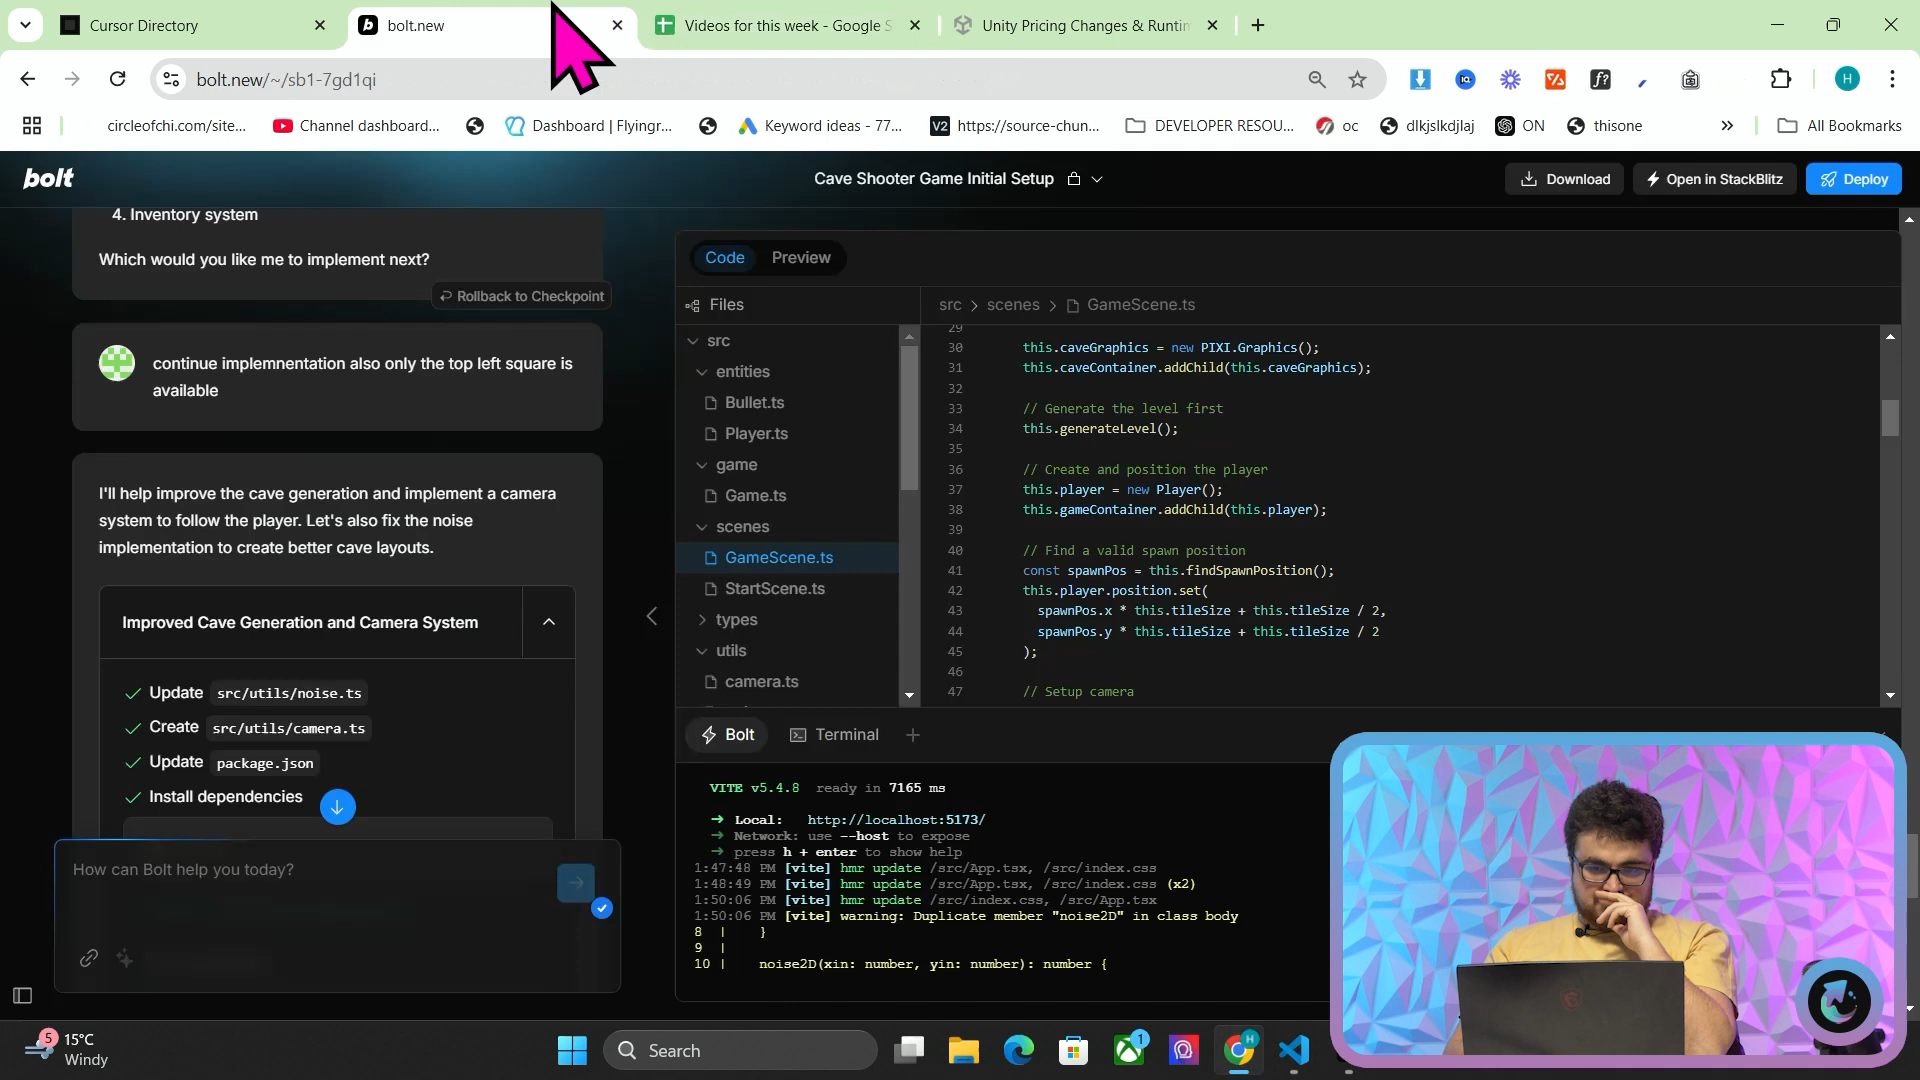 Cursor Directory
bolt.new
Videos for this week - Google S
Unity Pricing Changes & Runtim
bolt.new/~/sb1-7gd1qi
H
circleofchi.com/site...
Channel dashboard...
Dashboard | Flyingr...
Keyword ideas - 77...
V2 https://source-chun...
DEVELOPER RESOU...
oc
dlkjslkdjlaj
ON
thisone
All Bookmarks
bolt
Cave Shooter Game Initial Setup
Download
Open in StackBlitz
Deploy
4. Inventory system
Which would you like me to implement next?
Rollback to Checkpoint
continue implemnentation also only the top left square is
available
I'll help improve the cave generation and implement a camera
system to follow the player. Let's also fix the noise
implementation to create better cave layouts.
Improved Cave Generation and Camera System
Update src/utils/noise.ts
Create src/utils/camera.ts
Update package.json
Install dependencies
How can Bolt help you today?
Code
Preview
Files
src
entities
Bullet.ts
Player.ts
game
Game.ts
scenes
GameScene.ts
StartScene.ts
types
utils
camera.ts
src > scenes > GameScene.ts
29
30 this.caveGraphics = new PIXI.Graphics();
31 this.caveContainer.addChild(this.caveGraphics);
32
33 // Generate the level first
34 this.generateLevel();
35
36 // Create and position the player
37 this.player = new Player();
38 this.gameContainer.addChild(this.player);
39
40 // Find a valid spawn position
41 const spawnPos = this.findSpawnPosition();
42 this.player.position.set(
43 spawnPos.x * this.tileSize + this.tileSize / 2,
44 spawnPos.y * this.tileSize + this.tileSize / 2
45 );
46
47 // Setup camera
Bolt
Terminal
VITE v5.4.8 ready in 7165 ms
➜ Local: http://localhost:5173/
➜ Network: use --host to expose
➜ press h + enter to show help
1:47:48 PM [vite] hmr update /src/App.tsx, /src/index.css
1:48:49 PM [vite] hmr update /src/App.tsx, /src/index.css (x2)
1:50:06 PM [vite] hmr update /src/index.css, /src/App.tsx
1:50:06 PM [vite] warning: Duplicate member "noise2D" in class body
8 | }
9 |
10 | noise2D(xin: number, yin: number): number {
5
15°C
Windy
Search
1
H